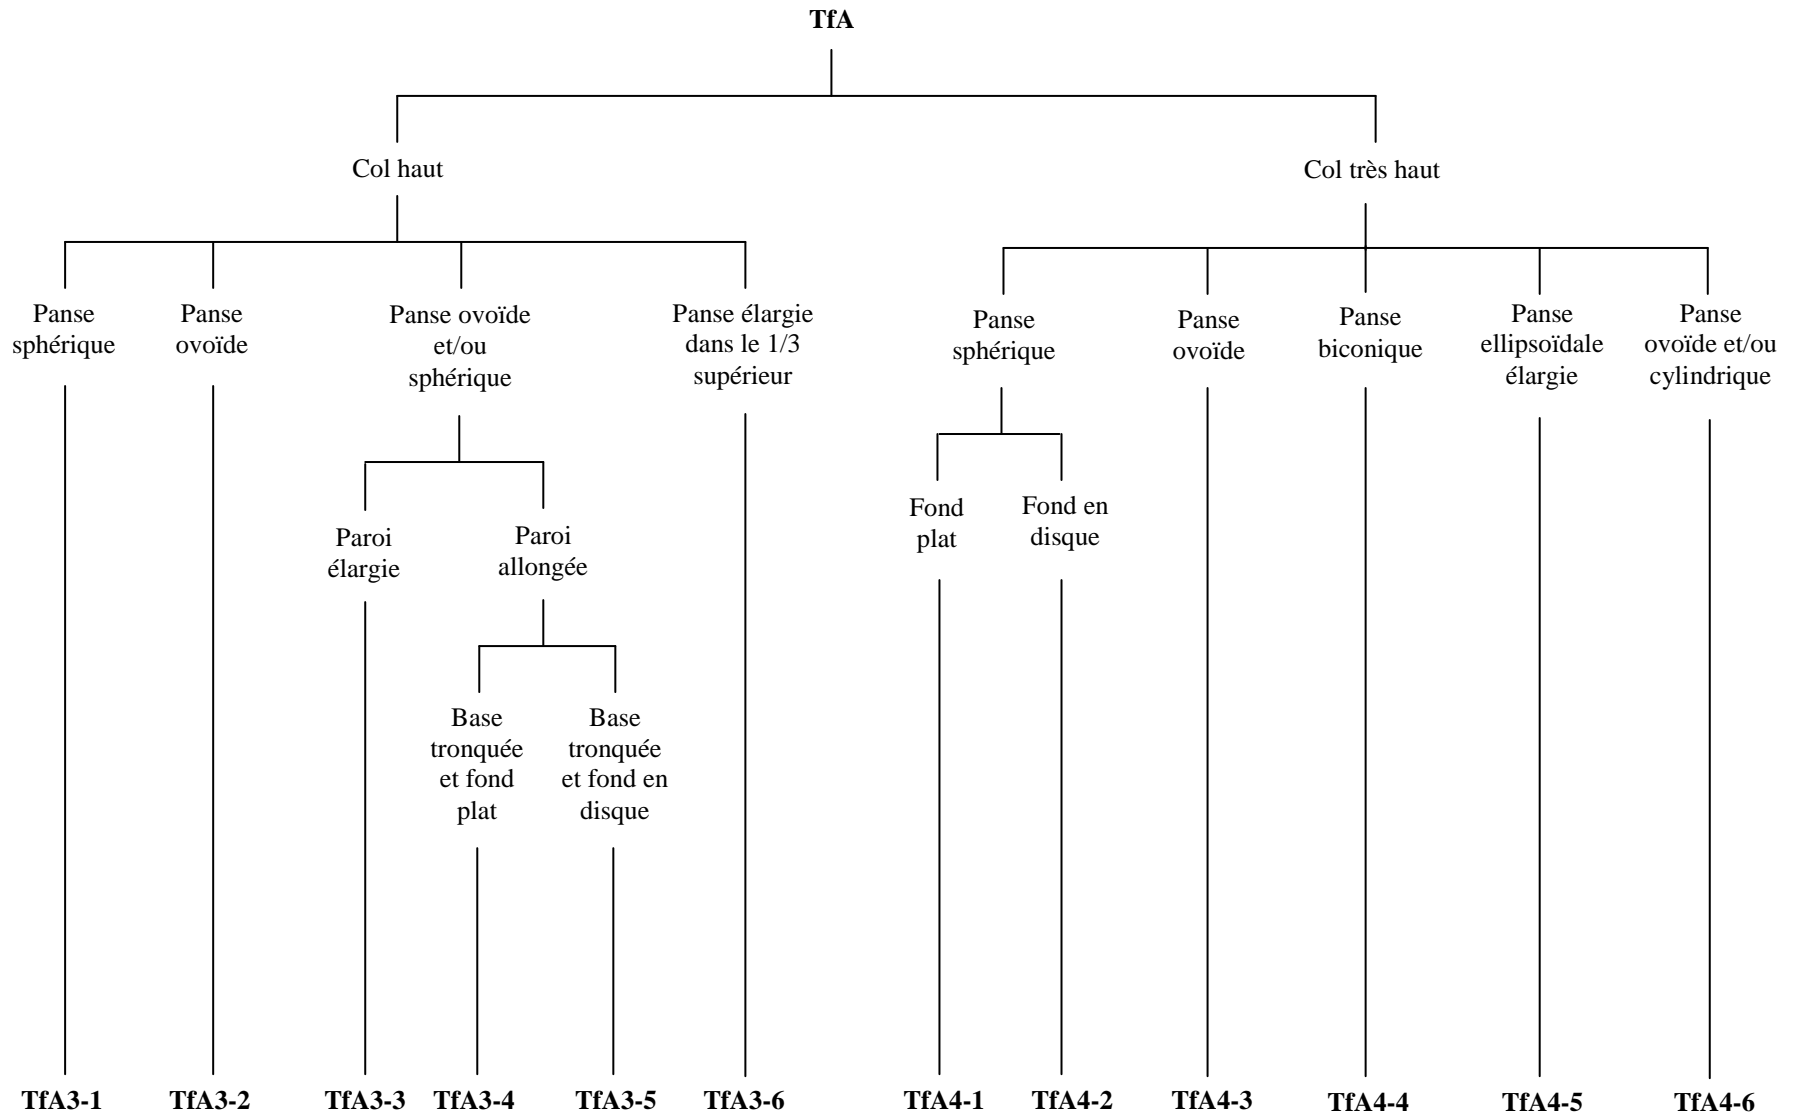 TfA
Col haut
Col très haut
Panse
sphérique
Panse
ovoïde
Panse ovoïde
et/ou
sphérique
Panse élargie
dans le 1/3
supérieur
Panse
sphérique
Panse
ovoïde
Panse
biconique
Panse
ellipsoïdale
élargie
Panse
ovoïde et/ou
cylindrique
Paroi
élargie
Paroi
allongée
Fond
plat
Fond en
disque
Base
tronquée
et fond
plat
Base
tronquée
et fond en
disque
TfA3-1
TfA3-2
TfA3-3
TfA3-4
TfA3-5
TfA3-6
TfA4-1
TfA4-2
TfA4-3
TfA4-4
TfA4-5
TfA4-6